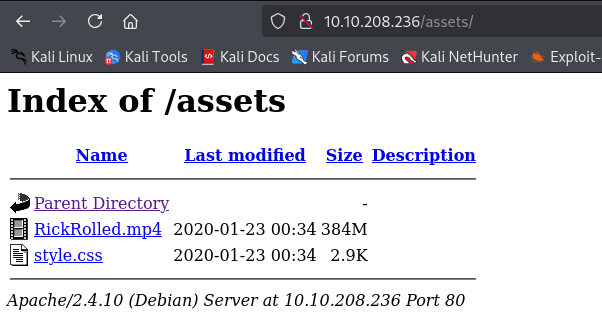 10.10.208.236/assets/
Kali Linux Kali Tools Kali Docs Kali Forums Kali NetHunter Exploit-
Index of /assets
Name Last modified Size Description
Parent Directory -
RickRolled.mp4 2020-01-23 00:34 384M
style.css 2020-01-23 00:34 2.9K
Apache/2.4.10 (Debian) Server at 10.10.208.236 Port 80